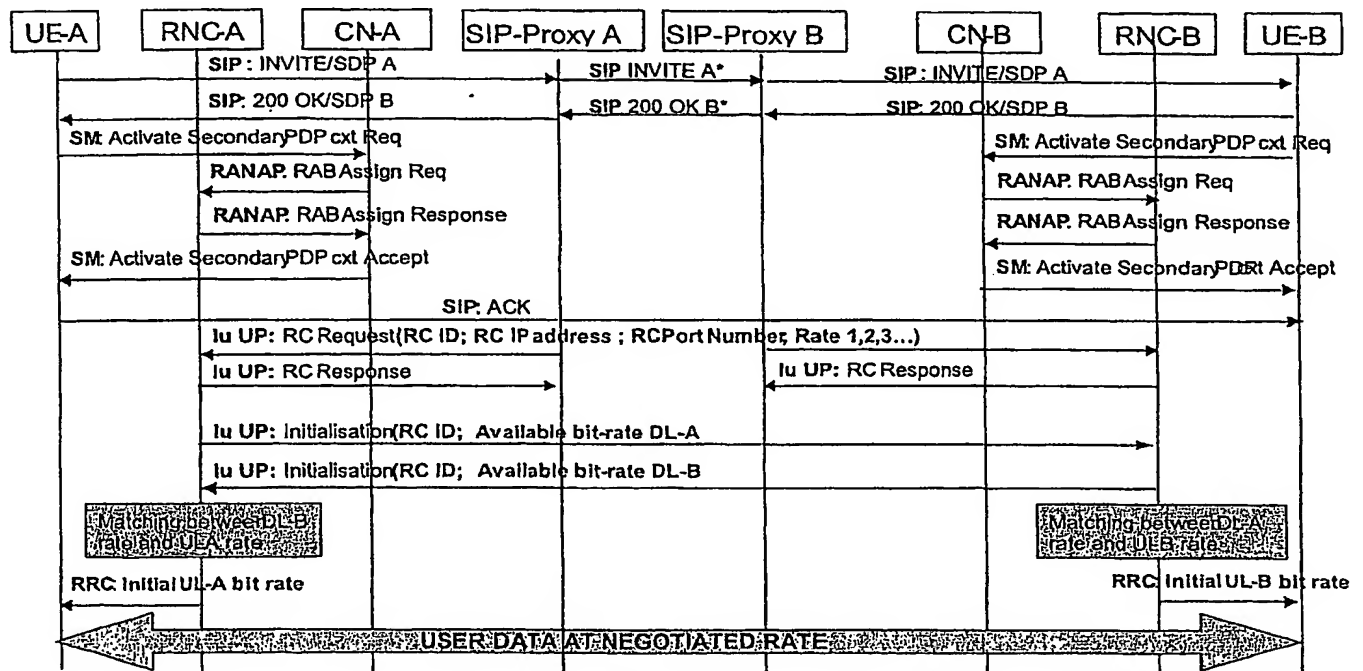 UE-A RNC-A CN-A SIP-Proxy A SIP-Proxy B CN-B RNC-B UE-B
SIP : INVITE/SDP A SIP INVITE A* SIP : INVITE/SDP A
SIP: 200 OK/SDP B SIP 200 OK B* SIP: 200 OK/SDP B
SM: Activate SecondaryPDP cxt Req SM: Activate SecondaryPDP cxt Req
RANAP: RAB Assign Req RANAP: RAB Assign Req
RANAP: RAB Assign Response RANAP: RAB Assign Response
SM: Activate SecondaryPDP cxt Accept SM: Activate Secondary Accept
SIP: ACK
Iu UP: RC Request(RC ID; RC IP address ; RCPort Number, Rate 1,2,3...)
Iu UP: RC Response Iu UP: RC Response
Iu UP: Initialisation(RC ID; Available bit-rate DL-A
Iu UP: Initialisation(RC ID; Available bit-rate DL-B
Matching between DL-B Matching between DL-A
rate and UL-A rate rate and ULB rate
RRC: Initial UL-A bit rate RRC: Initial UL-B bit rate
USER DATA AT NEGOTIATED RATE